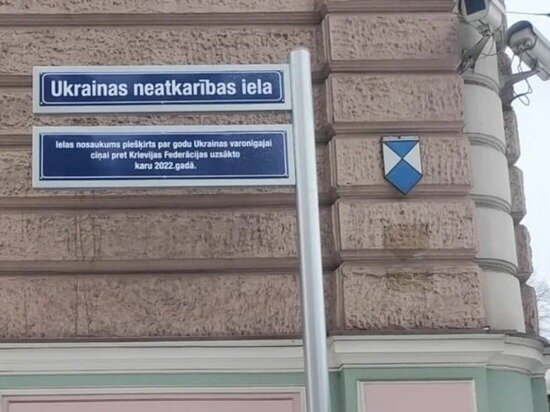 Ukrainas neatkarības iela
Ielas nosaukums piešķirts par godu Ukrainas varonīgajai
cīņai pret Krievijas Federācijas uzsākto
karu 2022.gadā.